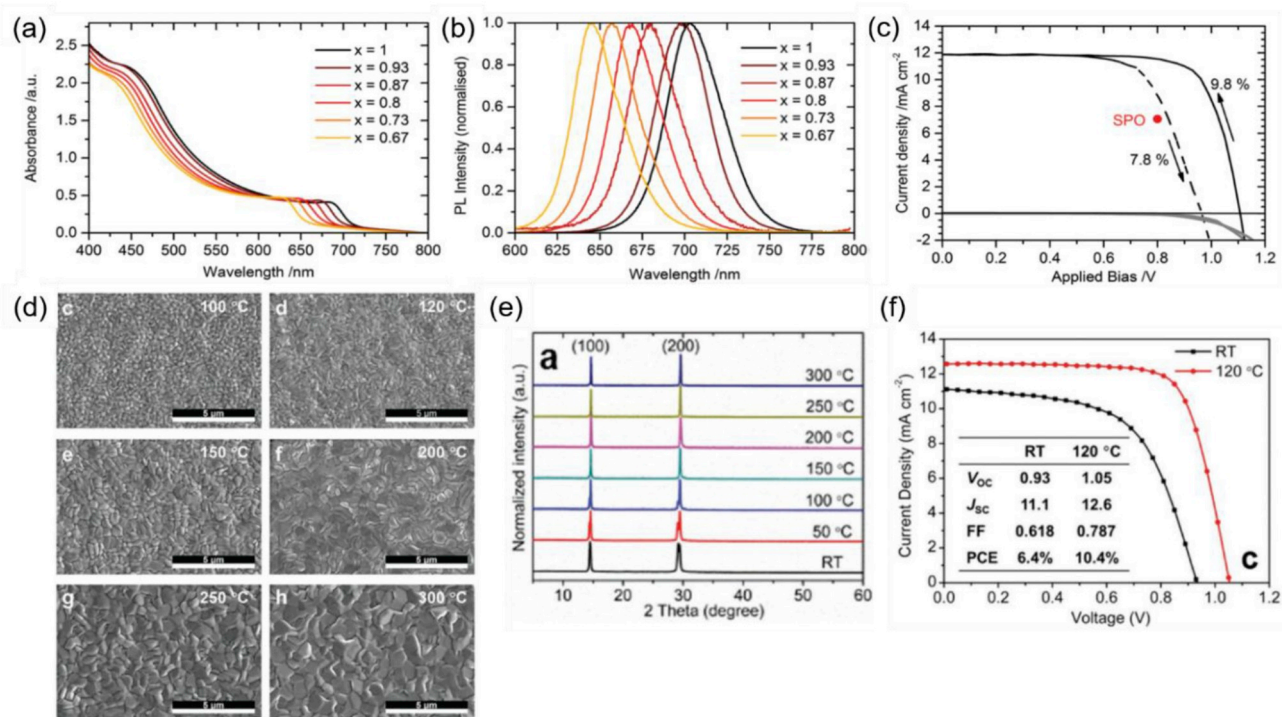 (a)
2.5
2.0
1.5
1.0
0.5
0.0
Absorbance /a.u.
x = 1
x = 0.93
x = 0.87
x = 0.8
x = 0.73
x = 0.67
400 450 500 550 600 650 700 750 800
Wavelength /nm
(b)
1.0
0.8
0.6
0.4
0.2
0.0
PL Intensity (normalised)
x = 1
x = 0.93
x = 0.87
x = 0.8
x = 0.73
x = 0.67
600 650 700 750 800
Wavelength /nm
(c)
14
12
10
8
6
4
2
0
-2
Current density /mA cm⁻²
9.8 %
SPO
7.8 %
0.0 0.2 0.4 0.6 0.8 1.0 1.2
Applied Bias /V
(d)
c 100 °C
5 µm
d 120 °C
5 µm
e 150 °C
5 µm
f 200 °C
5 µm
g 250 °C
5 µm
h 300 °C
5 µm
(e)
a
(100) (200)
Normalized intensity (a.u.)
300 °C
250 °C
200 °C
150 °C
100 °C
50 °C
RT
10 20 30 40 50 60
2 Theta (degree)
(f)
14
12
10
8
6
4
2
0
Current Density (mA cm⁻²)
RT
120 °C
RT 120 °C
VOC 0.93 1.05
JSC 11.1 12.6
FF 0.618 0.787
PCE 6.4% 10.4%
c
0.0 0.2 0.4 0.6 0.8 1.0 1.2
Voltage (V)